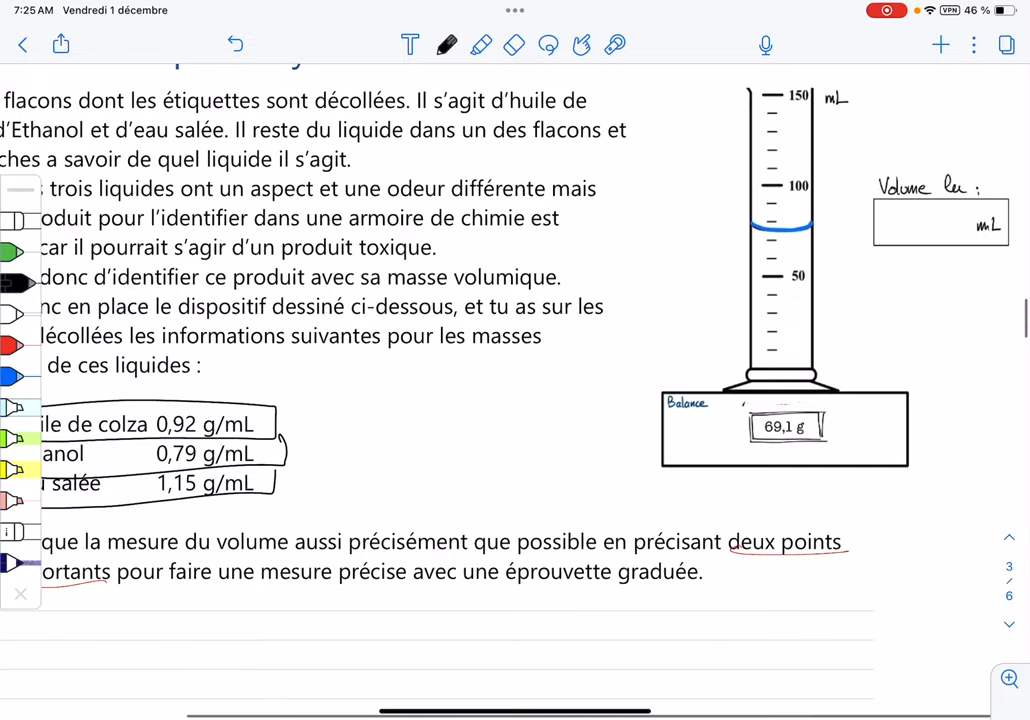 7:25 AM Vendredi 1 décembre
VPN 46 %
flacons dont les étiquettes sont décollées. Il s'agit d'huile de
d'Ethanol et d'eau salée. Il reste du liquide dans un des flacons et
ches a savoir de quel liquide il s'agit.
trois liquides ont un aspect et une odeur différente mais
oduit pour l'identifier dans une armoire de chimie est
car il pourrait s'agir d'un produit toxique.
donc d'identifier ce produit avec sa masse volumique.
nc en place le dispositif dessiné ci-dessous, et tu as sur les
décollées les informations suivantes pour les masses
de ces liquides :
ile de colza 0,92 g/mL
anol 0,79 g/mL
u salée 1,15 g/mL
150 mL
100
50
Volume lu :
mL
Balance
69,1 g
que la mesure du volume aussi précisément que possible en précisant deux points
ortants pour faire une mesure précise avec une éprouvette graduée.
3
/
6